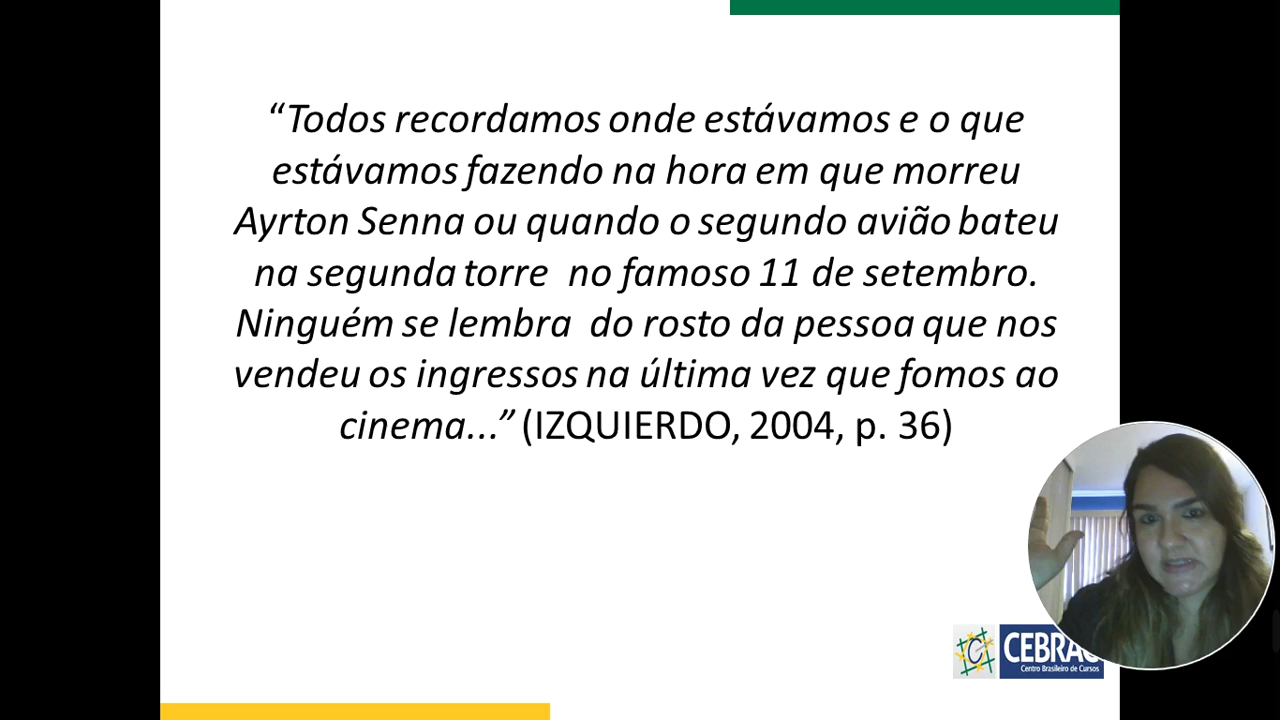 “Todos recordamos onde estávamos e o que
estávamos fazendo na hora em que morreu
Ayrton Senna ou quando o segundo avião bateu
na segunda torre no famoso 11 de setembro.
Ninguém se lembra do rosto da pessoa que nos
vendeu os ingressos na última vez que fomos ao
cinema...” (IZQUIERDO, 2004, p. 36)
C
CEBRAC
Centro Brasileiro de Cursos